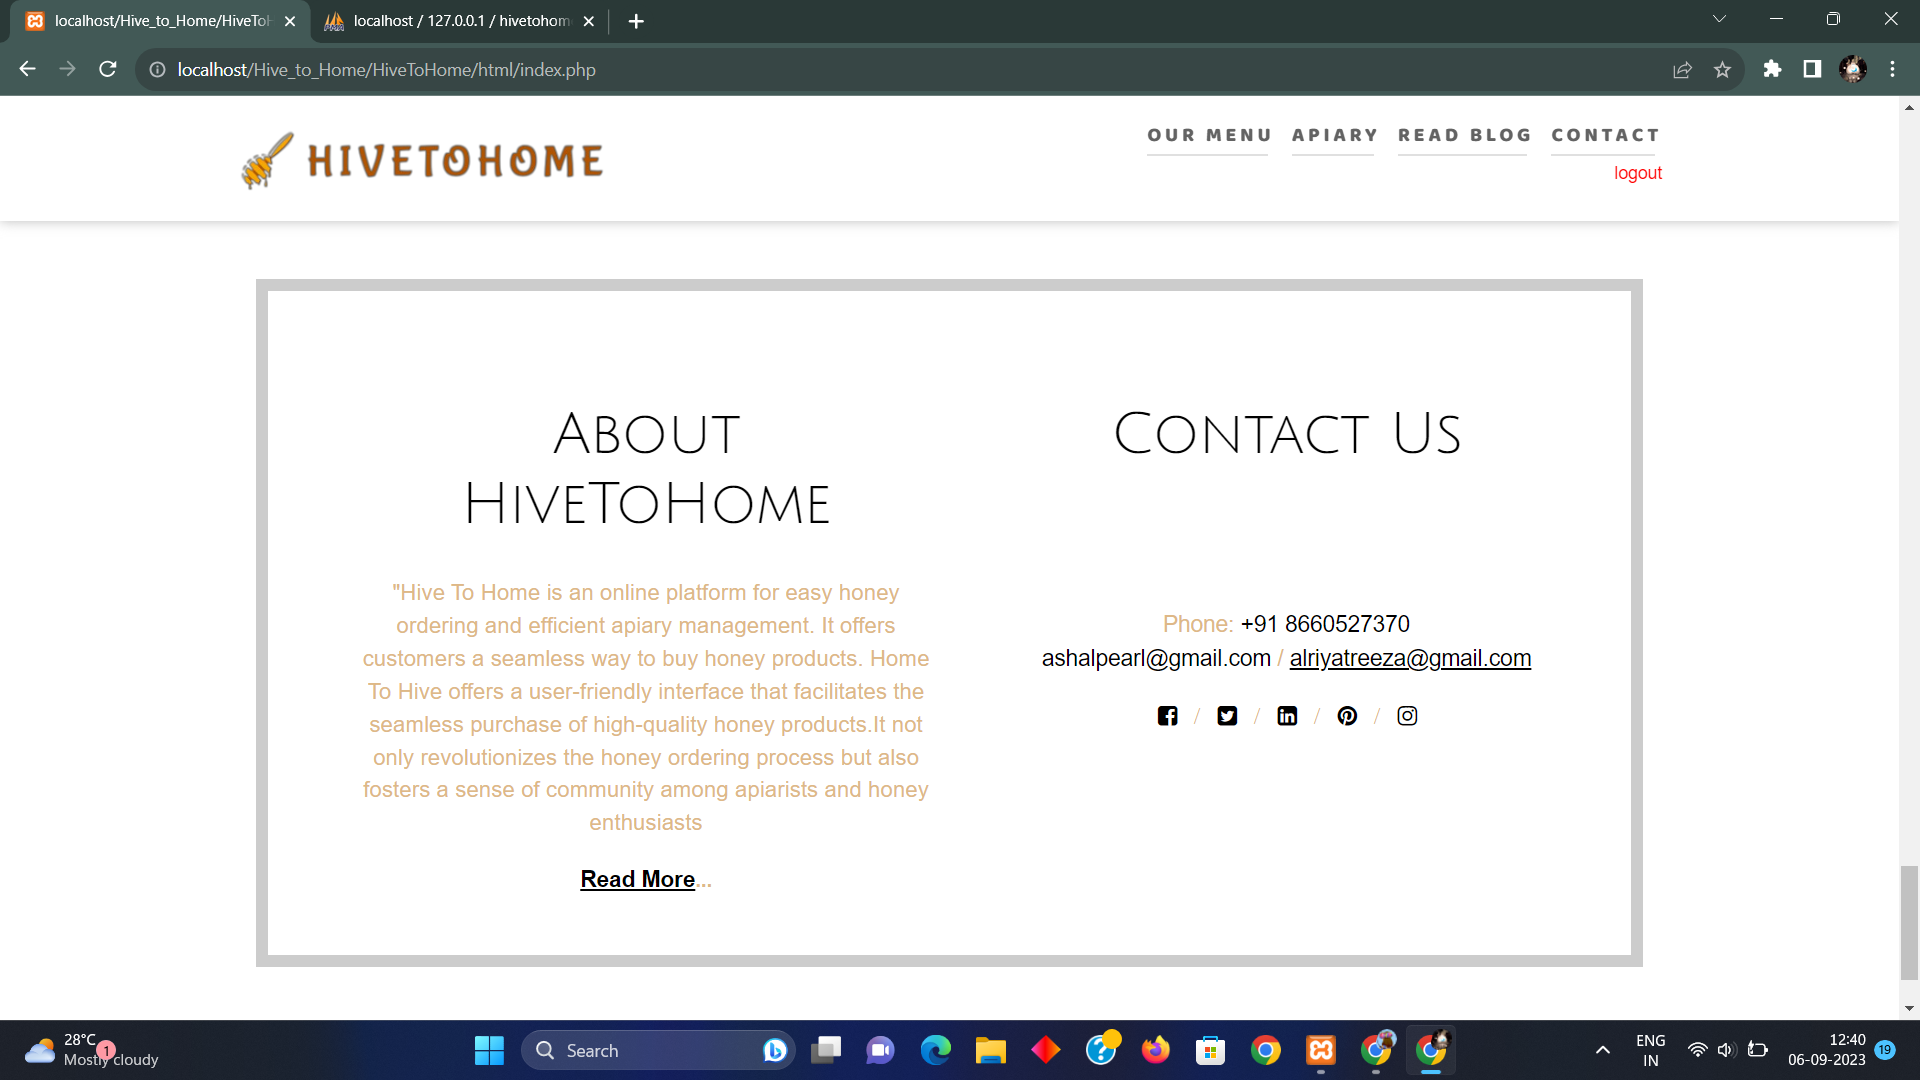 localhost/Hive_to_Home/HiveToH
localhost / 127.0.0.1 / hivetohom
localhost/Hive_to_Home/HiveToHome/html/index.php
HIVETOHOME
OUR MENU APIARY READ BLOG CONTACT
logout
ABOUT
HIVETOHOME
"Hive To Home is an online platform for easy honey
ordering and efficient apiary management. It offers
customers a seamless way to buy honey products. Home
To Hive offers a user-friendly interface that facilitates the
seamless purchase of high-quality honey products.It not
only revolutionizes the honey ordering process but also
fosters a sense of community among apiarists and honey
enthusiasts
Read More...
CONTACT US
Phone: +91 8660527370
ashalpearl@gmail.com / alriyatreeza@gmail.com
/ / / /
28°C
1
Mostly cloudy
Search
ENG
IN
12:40
06-09-2023
19